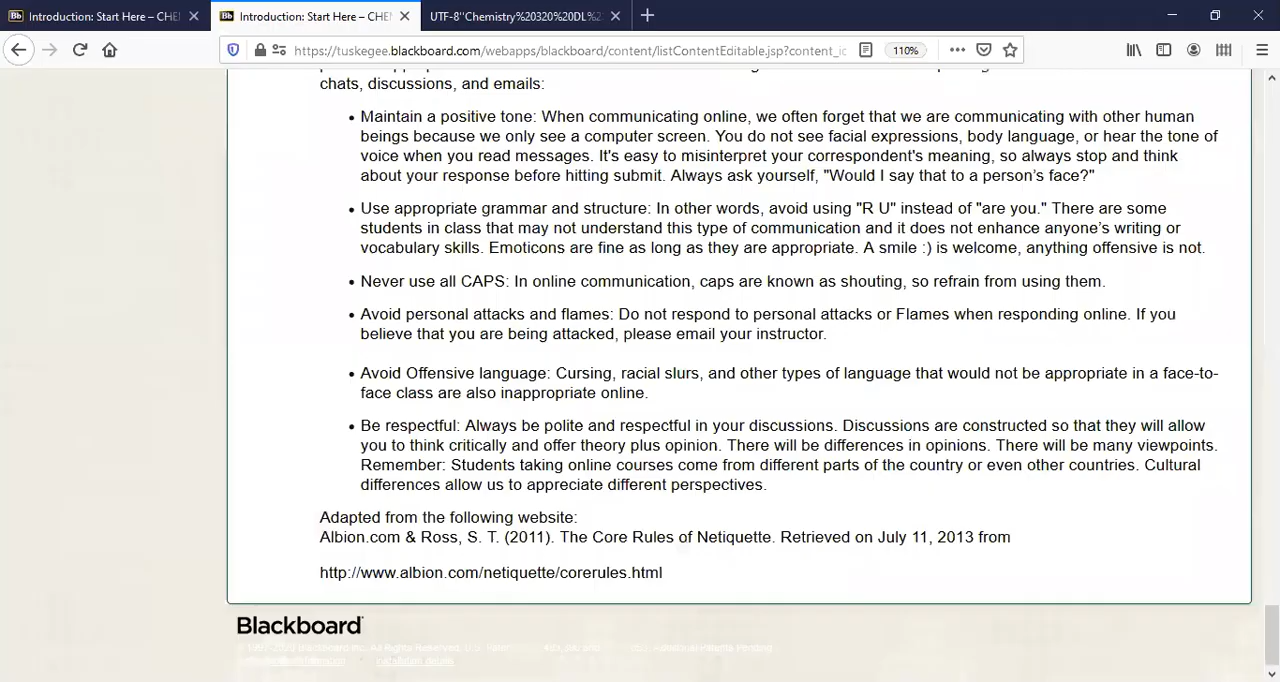 Introduction: Start Here – CHE
Introduction: Start Here – CHE
UTF-8''Chemistry%20320%20DL%2
https://tuskegee.blackboard.com/webapps/blackboard/content/listContentEditable.jsp?content_id
110%
chats, discussions, and emails:
• Maintain a positive tone: When communicating online, we often forget that we are communicating with other human
beings because we only see a computer screen. You do not see facial expressions, body language, or hear the tone of
voice when you read messages. It's easy to misinterpret your correspondent's meaning, so always stop and think
about your response before hitting submit. Always ask yourself, "Would I say that to a person's face?"
• Use appropriate grammar and structure: In other words, avoid using "R U" instead of "are you." There are some
students in class that may not understand this type of communication and it does not enhance anyone's writing or
vocabulary skills. Emoticons are fine as long as they are appropriate. A smile :) is welcome, anything offensive is not.
• Never use all CAPS: In online communication, caps are known as shouting, so refrain from using them.
• Avoid personal attacks and flames: Do not respond to personal attacks or Flames when responding online. If you
believe that you are being attacked, please email your instructor.
• Avoid Offensive language: Cursing, racial slurs, and other types of language that would not be appropriate in a face-to-
face class are also inappropriate online.
• Be respectful: Always be polite and respectful in your discussions. Discussions are constructed so that they will allow
you to think critically and offer theory plus opinion. There will be differences in opinions. There will be many viewpoints.
Remember: Students taking online courses come from different parts of the country or even other countries. Cultural
differences allow us to appreciate different perspectives.
Adapted from the following website:
Albion.com & Ross, S. T. (2011). The Core Rules of Netiquette. Retrieved on July 11, 2013 from
http://www.albion.com/netiquette/corerules.html
Blackboard
Blackboard Inc. All Rights Reserved.